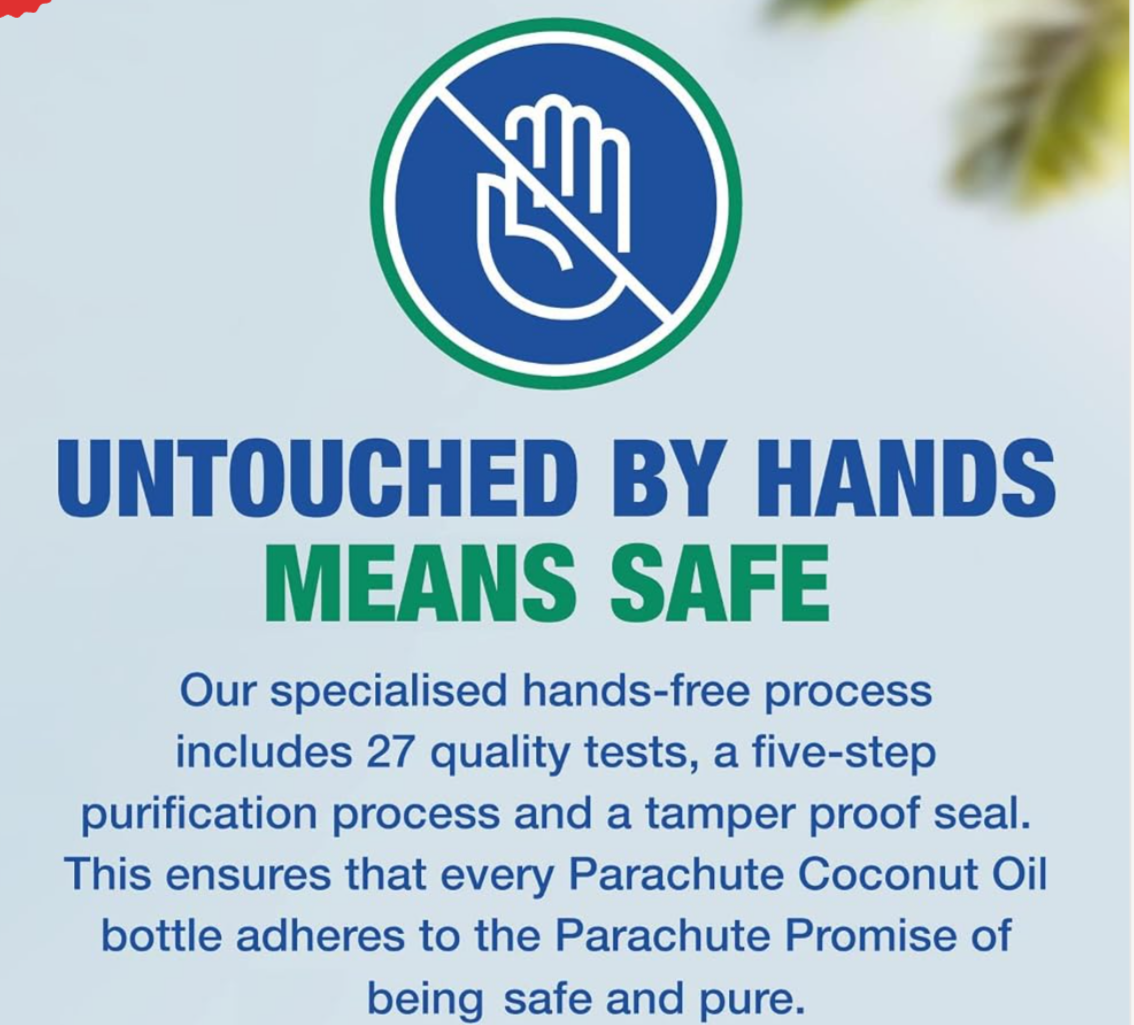 UNTOUCHED BY HANDS
MEANS SAFE
Our specialised hands-free process
includes 27 quality tests, a five-step
purification process and a tamper proof seal.
This ensures that every Parachute Coconut Oil
bottle adheres to the Parachute Promise of
being safe and pure.